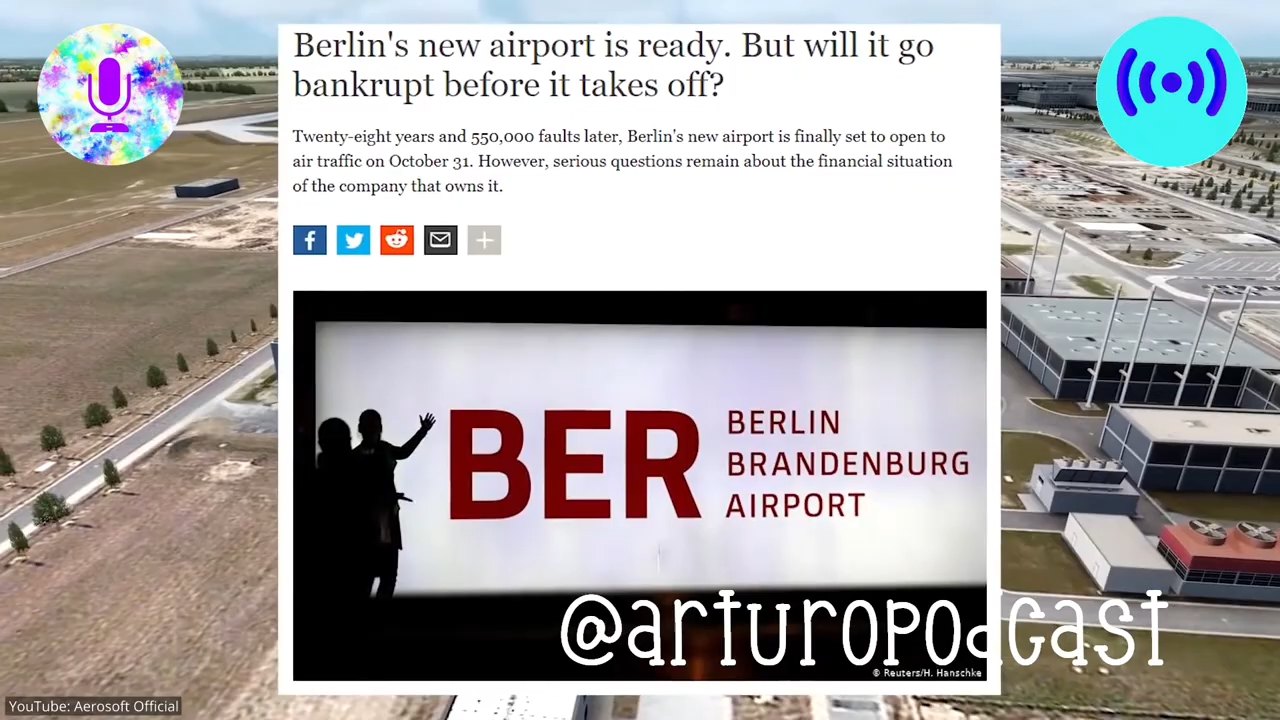 Berlin's new airport is ready. But will it go
bankrupt before it takes off?
Twenty-eight years and 550,000 faults later, Berlin's new airport is finally set to open to
air traffic on October 31. However, serious questions remain about the financial situation
of the company that owns it.
BER
BERLIN
BRANDENBURG
AIRPORT
@arturopodcast
© Reuters/H. Hanschke
YouTube: Aerosoft Official